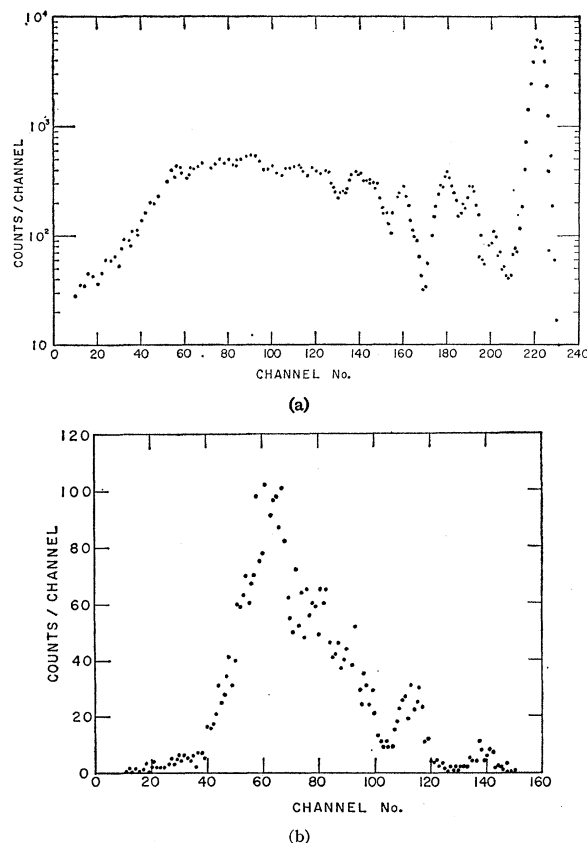 10⁴
10³
10²
10
COUNTS/CHANNEL
0 20 40 60 80 100 120 140 160 180 200 220 240
CHANNEL No.
(a)
120
100
80
60
40
20
0
COUNTS / CHANNEL
0 20 40 60 80 100 120 140 160
CHANNEL No.
(b)